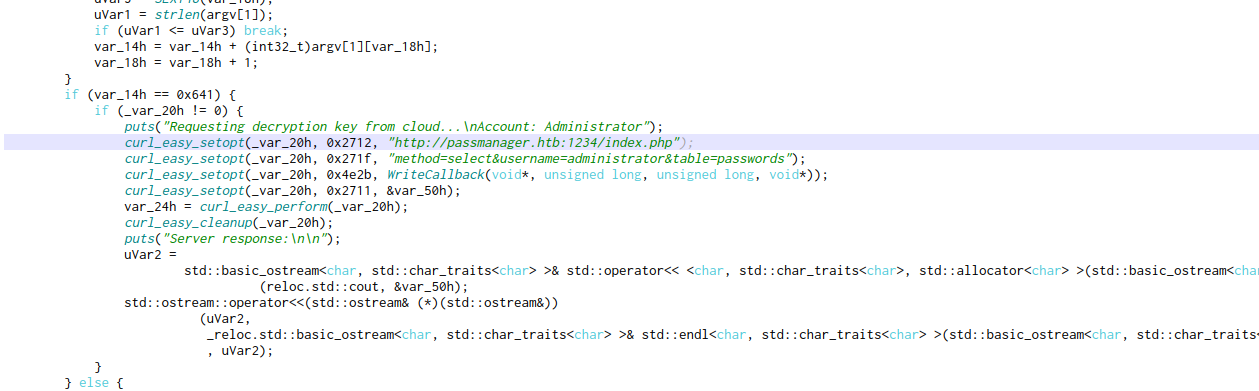 uVar1 = strlen(argv[1]);
if (uVar1 <= uVar3) break;
var_14h = var_14h + (int32_t)argv[1][var_18h];
var_18h = var_18h + 1;
}
if (var_14h == 0x641) {
if (_var_20h != 0) {
puts("Requesting decryption key from cloud...\nAccount: Administrator");
curl_easy_setopt(_var_20h, 0x2712, "http://passmanager.htb:1234/index.php");
curl_easy_setopt(_var_20h, 0x271f, "method=select&username=administrator&table=passwords");
curl_easy_setopt(_var_20h, 0x4e2b, WriteCallback(void*, unsigned long, unsigned long, void*));
curl_easy_setopt(_var_20h, 0x2711, &var_50h);
var_24h = curl_easy_perform(_var_20h);
curl_easy_cleanup(_var_20h);
puts("Server response:\n\n");
uVar2 =
std::basic_ostream<char, std::char_traits<char> >& std::operator<< <char, std::char_traits<char>, std::allocator<char> >(std::basic_ostream<cha
(reloc.std::cout, &var_50h);
std::ostream::operator<<(std::ostream& (*)(std::ostream&))
(uVar2,
_reloc.std::basic_ostream<char, std::char_traits<char> >& std::endl<char, std::char_traits<char> >(std::basic_ostream<char, std::char_traits<
, uVar2);
}
} else {